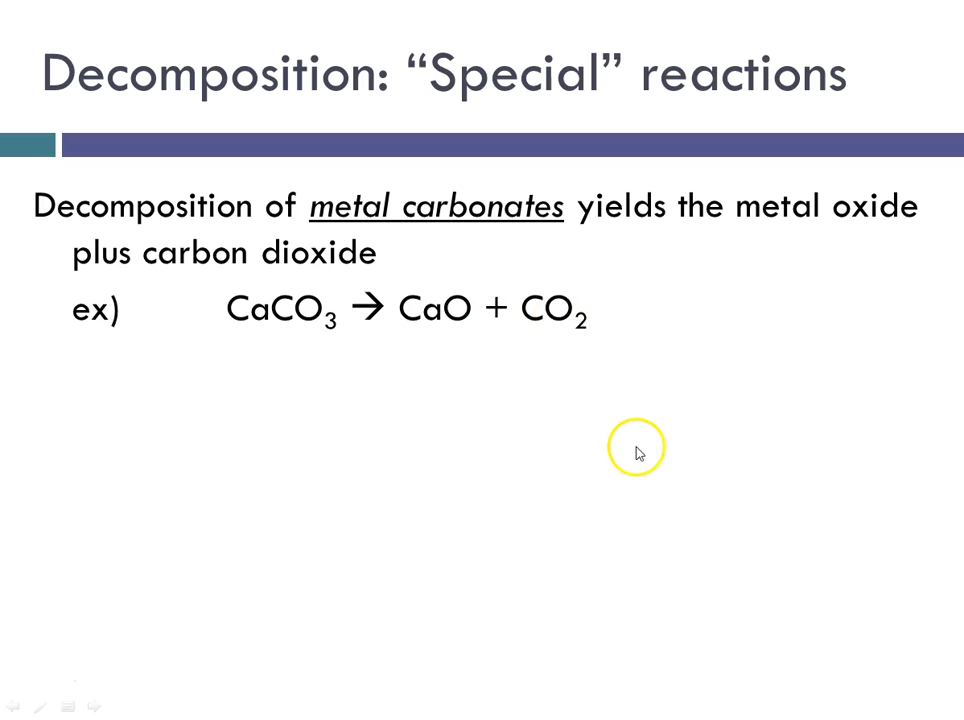 Decomposition: “Special” reactions
Decomposition of metal carbonates yields the metal oxide
plus carbon dioxide
ex) CaCO₃ → CaO + CO₂